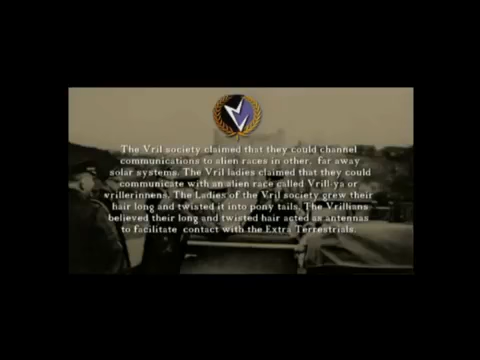 The Vril society claimed that they could channel
communications to alien races in other,  far away
solar systems. The Vril ladies claimed that they could
communicate with an alien race called Vrill-ya or
vrillerinnens. The Ladies of the Vril society grew their
hair long and twisted it into pony tails. The Vrillians
believed their long and twisted hair acted as antennas
to facilitate  contact with the Extra Terrestrials.